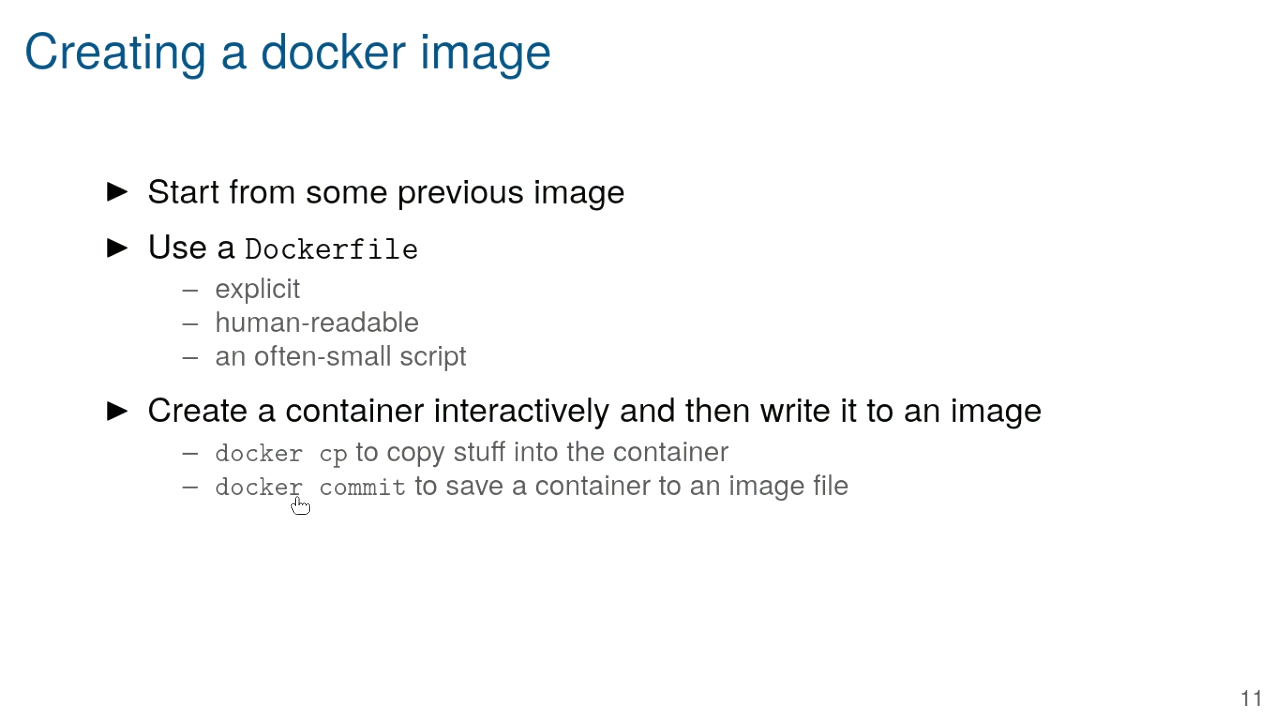 Creating a docker image
▶ Start from some previous image
▶ Use a Dockerfile
– explicit
– human-readable
– an often-small script
▶ Create a container interactively and then write it to an image
– docker cp to copy stuff into the container
– docker commit to save a container to an image file
11